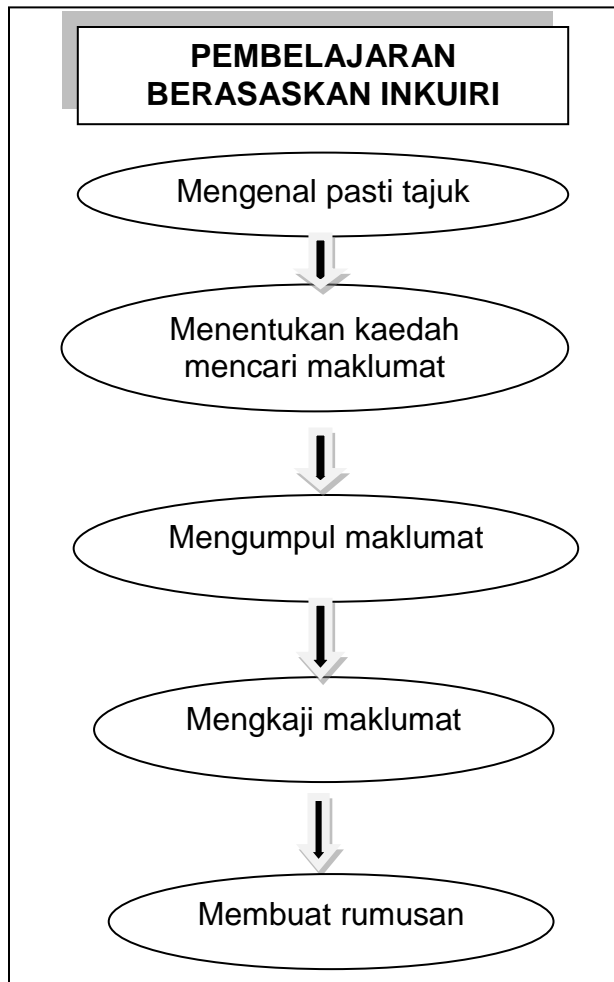 PEMBELAJARAN
BERASASKAN INKUIRI
Mengenal pasti tajuk
Menentukan kaedah
mencari maklumat
Mengumpul maklumat
Mengkaji maklumat
Membuat rumusan